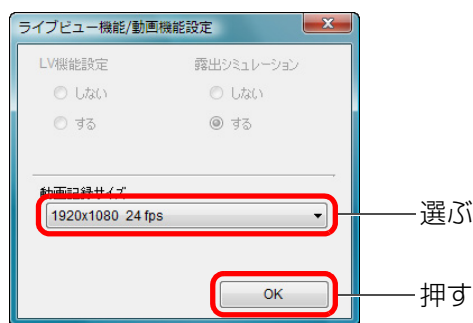 ライブビュー機能/動画機能設定
LV機能設定 露出シミュレーション
しない しない
する する
動画記録サイズ
1920x1080 24 fps 選ぶ
OK 押す